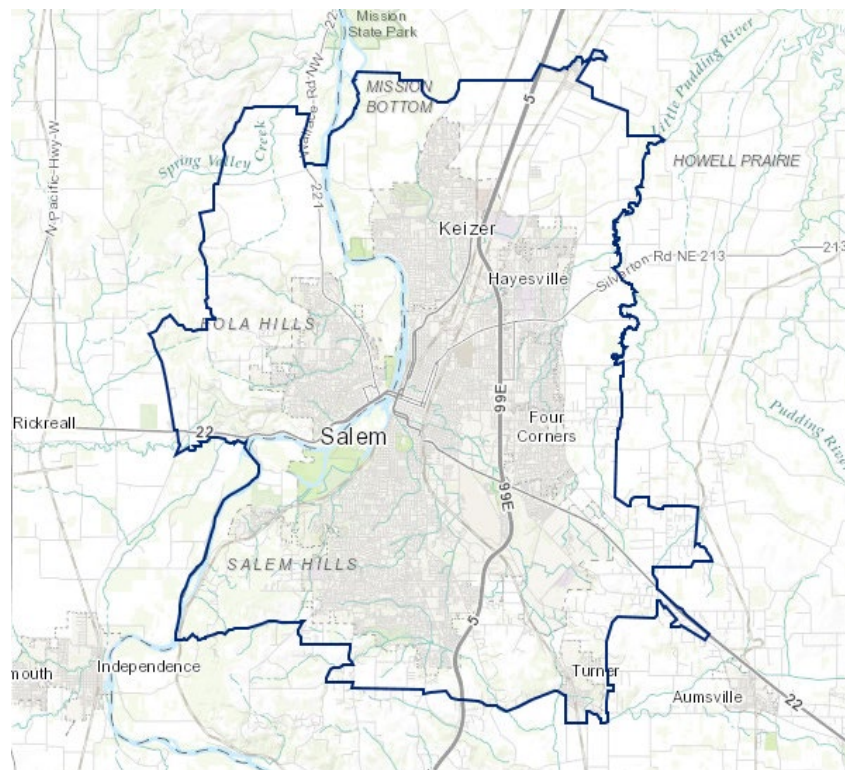 Mission
State Park
22
N Pacific-Hwy-W
Wallace-Rd-NW
MISSION
BOTTOM
5
Little Pudding River
Spring Valley
Creek
HOWELL PRAIRIE
221
Keizer
Hayesville
Silverton-Rd NE-213
213
EOLA HILLS
99E
Rickreall
22
Salem
Four
Corners
Pudding River
99E
SALEM HILLS
5
mouth
Independence
Turner
Aumsville
22